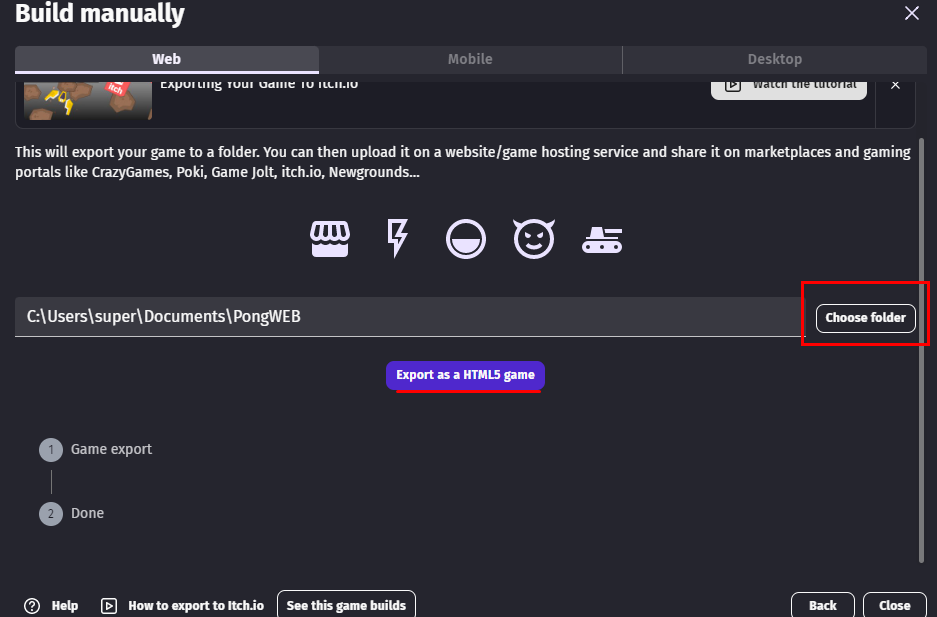 Build manually
Web
Mobile
Desktop
itch
Exporting Your Game To Itch.io
Watch the tutorial
This will export your game to a folder. You can then upload it on a website/game hosting service and share it on marketplaces and gaming
portals like CrazyGames, Poki, Game Jolt, itch.io, Newgrounds...
C:\Users\super\Documents\PongWEB
Choose folder
Export as a HTML5 game
1 Game export
2 Done
Help
How to export to Itch.io
See this game builds
Back
Close